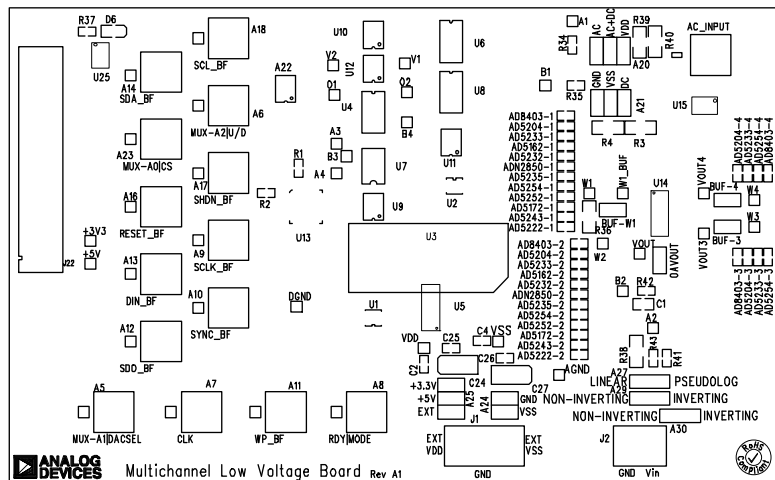 R37 D6
U25
A18
SCL_BF
A14
SDA_BF
A6
MUX-A2|U/D
A23
MUX-A0|CS
A17
SHDN_BF
A16
RESET_BF
A9
SCLK_BF
A13
DIN_BF
A10
SYNC_BF
A12
SDO_BF
J22
+3V3
+5V
A22
R1
R2
A3
B3
A4
U13
DGND
U10
V2
U12
O1
U4
U7
U9
U6
V1
O2
U8
B4
U11
U2
U3
U1
U5
VDD
C25
C4
VSS
C2
C26
C24
C27
+3.3V
+5V
EXT
A25
A24
GND
VSS
J1
EXT
VDD
EXT
VSS
GND
A1
R34
AC
AC+DC
VDD
R39
R40
A20
AC_INPUT
B1
R35
GND
VSS
DC
A21
R4
R3
U15
AD8403-1
AD5204-1
AD5233-1
AD5162-1
AD5232-1
ADN2850-1
AD5235-1
AD5254-1
AD5252-1
AD5172-1
AD5243-1
AD5222-1
W1
W1_BUF
BUF-W1
R36
W2
U14
VOUT
OAVOUT
AD8403-2
AD5204-2
AD5233-2
AD5162-2
AD5232-2
ADN2850-2
AD5235-2
AD5254-2
AD5252-2
AD5172-2
AD5243-2
AD5222-2
B2
R42
C1
A2
R38
R43
R41
AGND
AD5204-4
AD5233-4
AD5254-4
AD8403-4
VOUT4
BUF-4
W4
VOUT3
BUF-3
W3
AD8403-3
AD5204-3
AD5233-3
AD5254-3
A27
LINEAR PSEUDOLOG
A29
NON-INVERTING INVERTING
NON-INVERTING INVERTING
A30
J2
GND Vin
A5
MUX-A1|DACSEL
A7
CLK
A11
WP_BF
A8
RDY|MODE
ANALOG
DEVICES
Multichannel Low Voltage Board Rev A1
RoHS
Compliant